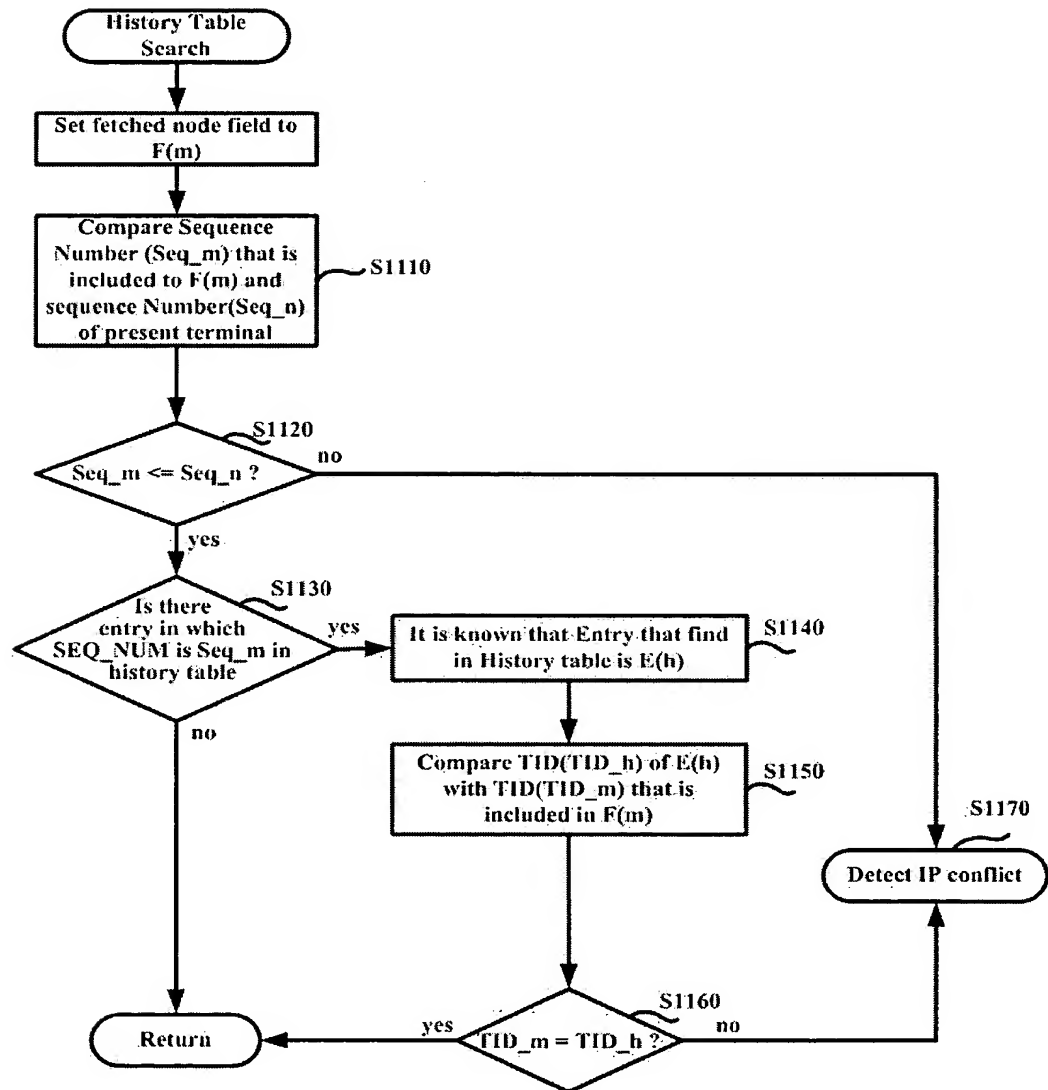 History Table
Search
Set fetched node field to
F(m)
Compare Sequence
Number (Seq_m) that is
included to F(m) and
sequence Number(Seq_n)
of present terminal
S1110
S1120
Seq_m <= Seq_n ?
no
yes
S1130
Is there
entry in which
SEQ_NUM is Seq_m in
history table
yes
no
It is known that Entry that find
in History table is E(h)
S1140
Compare TID(TID_h) of E(h)
with TID(TID_m) that is
included in F(m)
S1150
S1170
Detect IP conflict
S1160
TID_m = TID_h ?
yes
no
Return